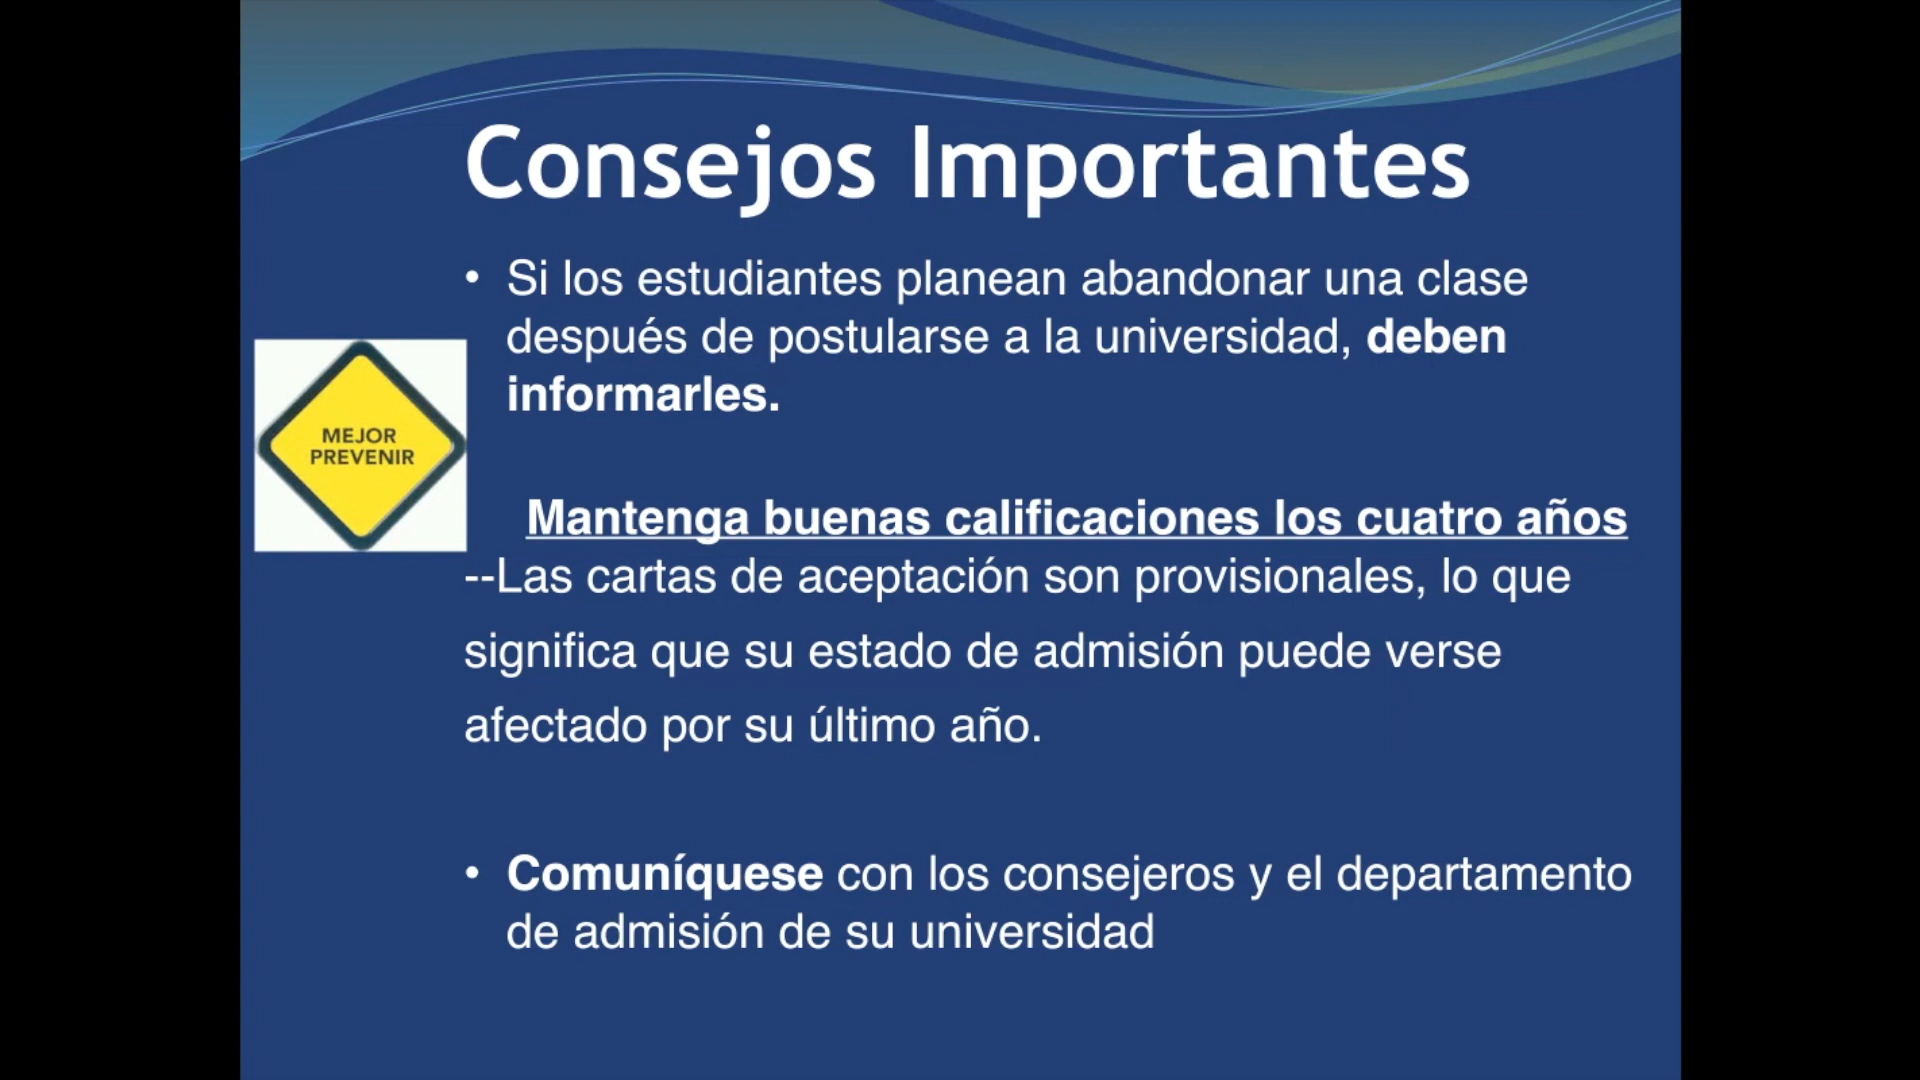 Consejos Importantes
• Si los estudiantes planean abandonar una clase
después de postularse a la universidad, deben
informarles.
MEJOR
PREVENIR
Mantenga buenas calificaciones los cuatro años
--Las cartas de aceptación son provisionales, lo que
significa que su estado de admisión puede verse
afectado por su último año.
• Comuníquese con los consejeros y el departamento
de admisión de su universidad